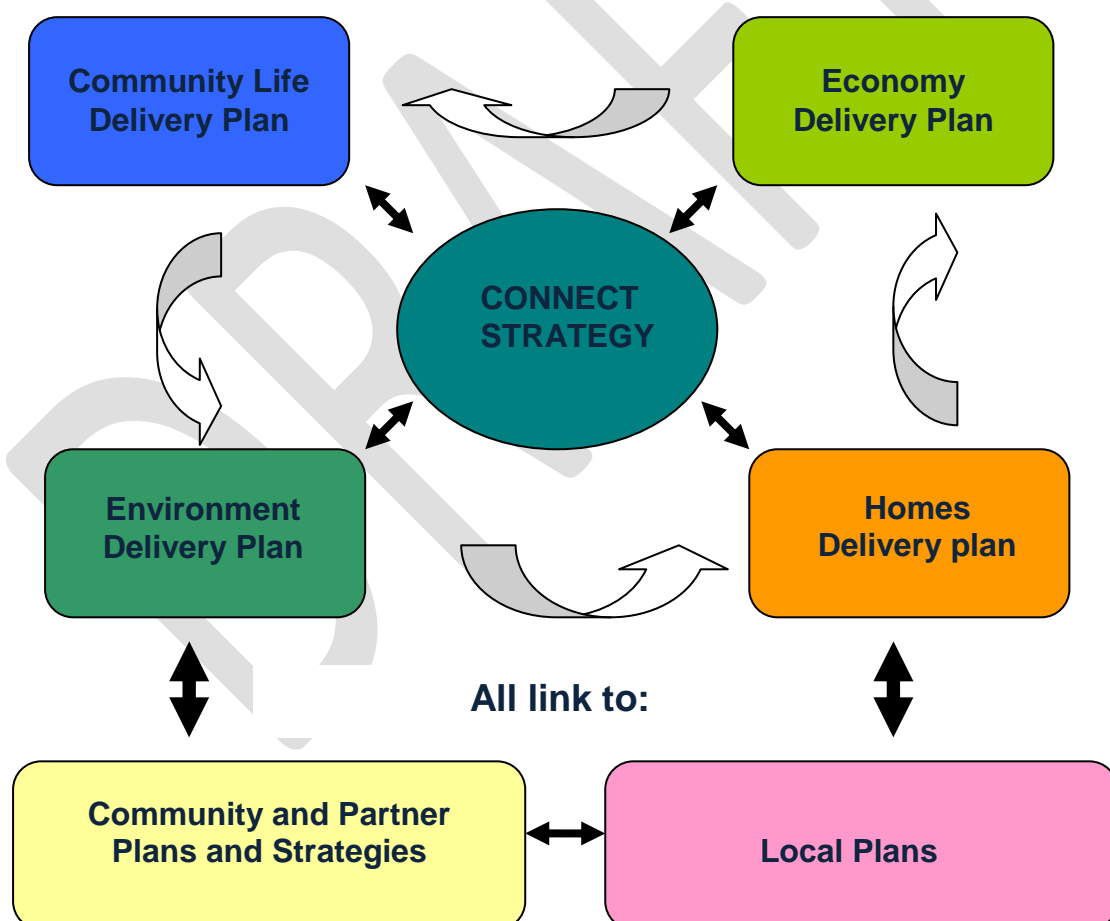 Community Life
Delivery Plan
Economy
Delivery Plan
CONNECT
STRATEGY
Environment
Delivery Plan
Homes
Delivery plan
All link to:
Community and Partner
Plans and Strategies
Local Plans
DRAFT